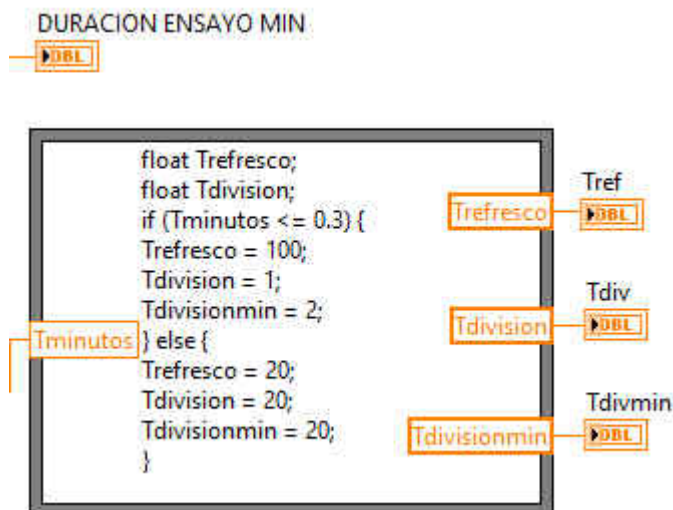 DURACION ENSAYO MIN
DBL
float Trefresco;
float Tdivision;
if (Tminutos <= 0.3) {
Trefresco = 100;
Tdivision = 1;
Tdivisionmin = 2;
} else {
Trefresco = 20;
Tdivision = 20;
Tdivisionmin = 20;
}
Tminutos
Trefresco
Tref
DBL
Tdivision
Tdiv
DBL
Tdivisionmin
Tdivmin
DBL